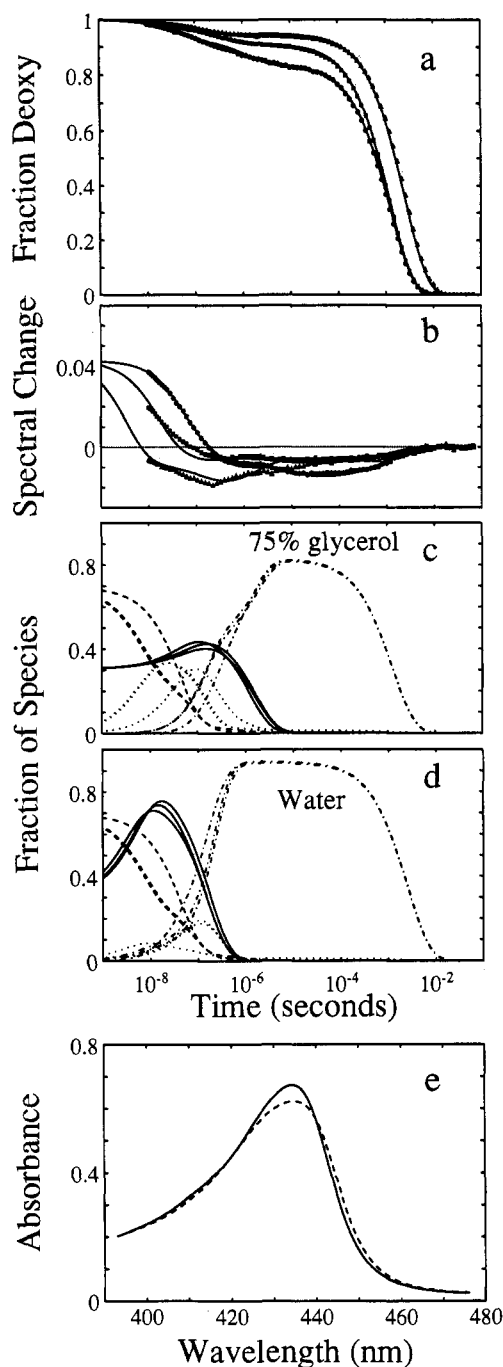 a
Fraction Deoxy
1
0.8
0.6
0.4
0.2
0
b
Spectral Change
0.04
0
c
75% glycerol
Fraction of Species
0.8
0.4
0
d
Water
0.8
0.4
0
10⁻⁸ 10⁻⁶ 10⁻⁴ 10⁻²
Time (seconds)
e
Absorbance
0.8
0.4
0
400 420 440 460 480
Wavelength (nm)